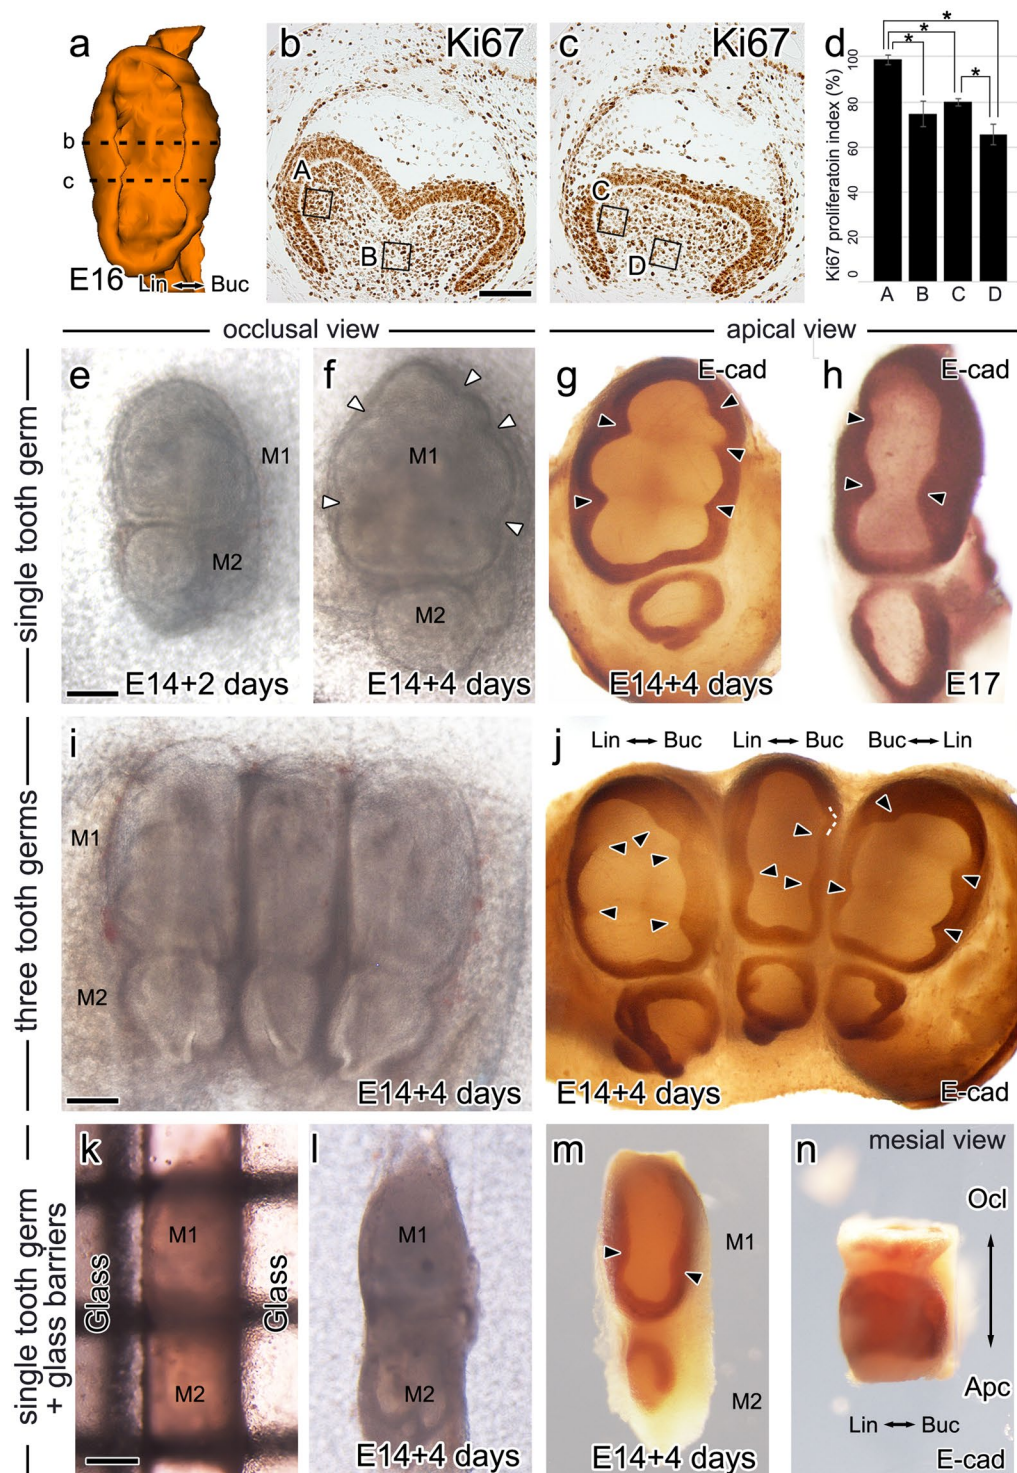 a
b
c
E16
Lin
Buc
b
Ki67
A
B
c
Ki67
C
D
d
Ki67 proliferatoin index (%)
100
80
60
40
20
0
*
*
*
*
*
A B C D
occlusal view
apical view
single tooth germ
e
M1
M2
E14+2 days
f
M1
M2
E14+4 days
g
E-cad
E14+4 days
h
E-cad
E17
three tooth germs
i
M1
M2
E14+4 days
j
Lin Buc
Lin Buc
Buc Lin
E14+4 days
E-cad
single tooth germ
+ glass barriers
k
Glass
M1
Glass
M2
l
M1
M2
E14+4 days
m
M1
M2
E14+4 days
n
mesial view
Ocl
Apc
Lin Buc
E-cad